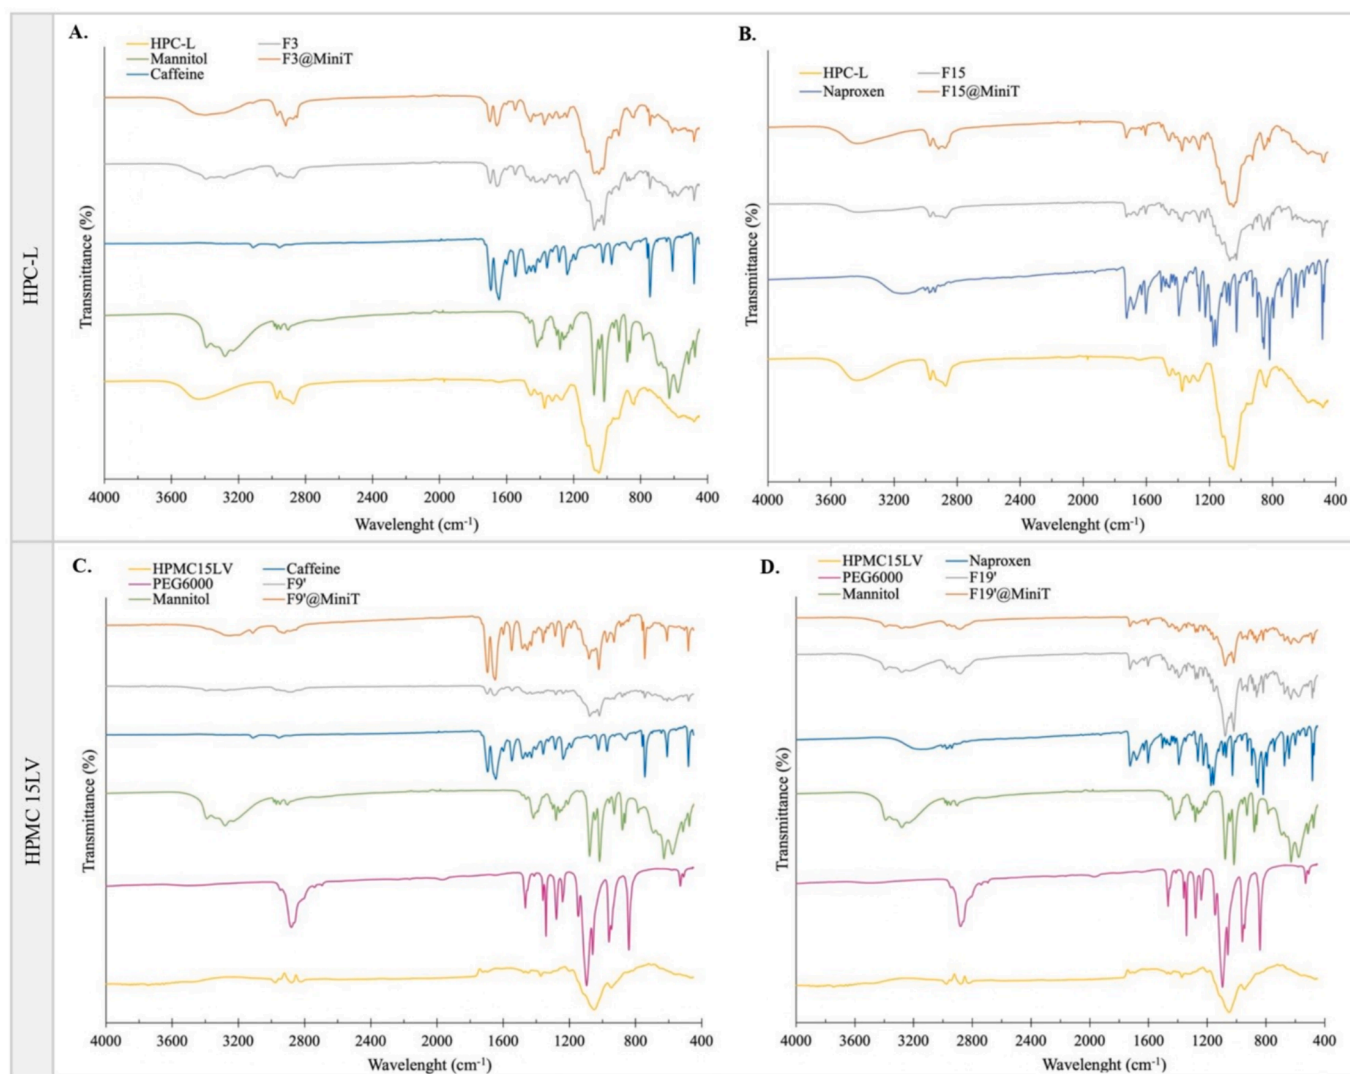 HPC-L
A.
HPC-L F3
Mannitol F3@MiniT
Caffeine
Transmittance (%)
4000 3600 3200 2800 2400 2000 1600 1200 800 400
Wavelenght (cm⁻¹)
B.
HPC-L F15
Naproxen F15@MiniT
Transmittance (%)
4000 3600 3200 2800 2400 2000 1600 1200 800 400
Wavelenght (cm⁻¹)
HPMC 15LV
C.
HPMC15LV Caffeine
PEG6000 F9'
Mannitol F9'@MiniT
Transmittance (%)
4000 3600 3200 2800 2400 2000 1600 1200 800 400
Wavelenght (cm⁻¹)
D.
HPMC15LV Naproxen
PEG6000 F19'
Mannitol F19'@MiniT
Transmittance (%)
4000 3600 3200 2800 2400 2000 1600 1200 800 400
Wavelenght (cm⁻¹)